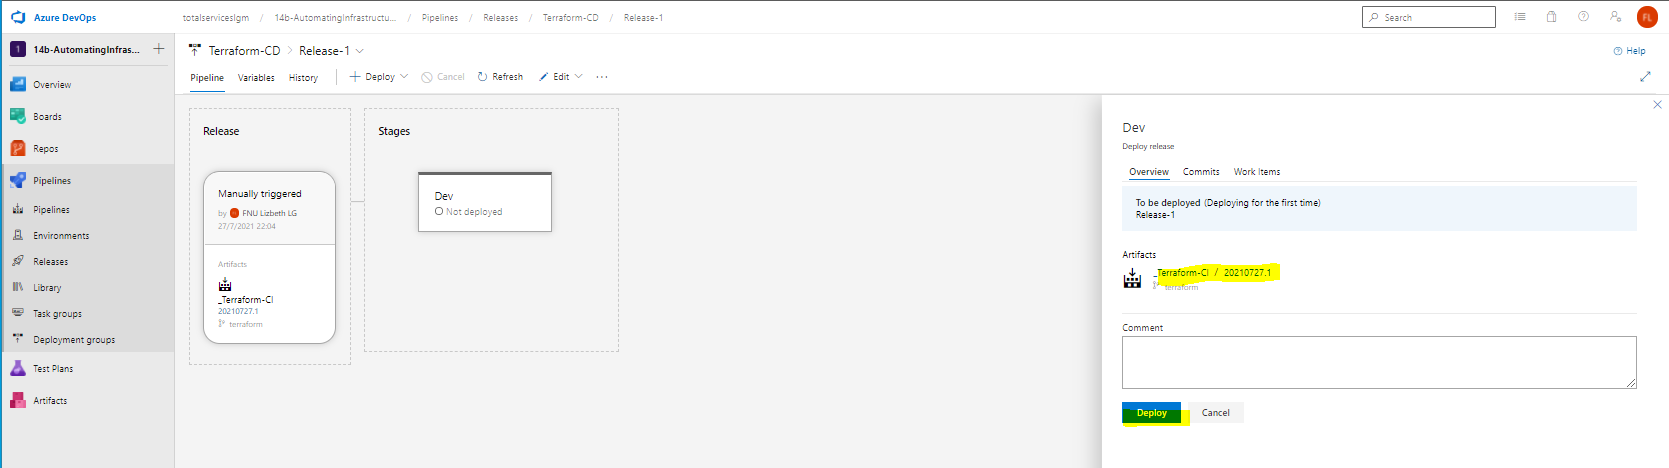 Azure DevOps
totalserviceslgm / 14b-AutomatingInfrastructu... / Pipelines / Releases / Terraform-CD / Release-1
Search
FL
1 14b-AutomatingInfras... +
Overview
Boards
Repos
Pipelines
Pipelines
Environments
Releases
Library
Task groups
Deployment groups
Test Plans
Artifacts
Terraform-CD > Release-1
Help
Pipeline Variables History + Deploy Cancel Refresh Edit ...
Release
Manually triggered
by FL FNU Lizbeth LG
27/7/2021 22:04
Artifacts
_Terraform-CI
20210727.1
terraform
Stages
Dev
Not deployed
Dev
Deploy release
Overview Commits Work Items
To be deployed (Deploying for the first time)
Release-1
Artifacts
_Terraform-CI / 20210727.1
terraform
Comment
Deploy Cancel